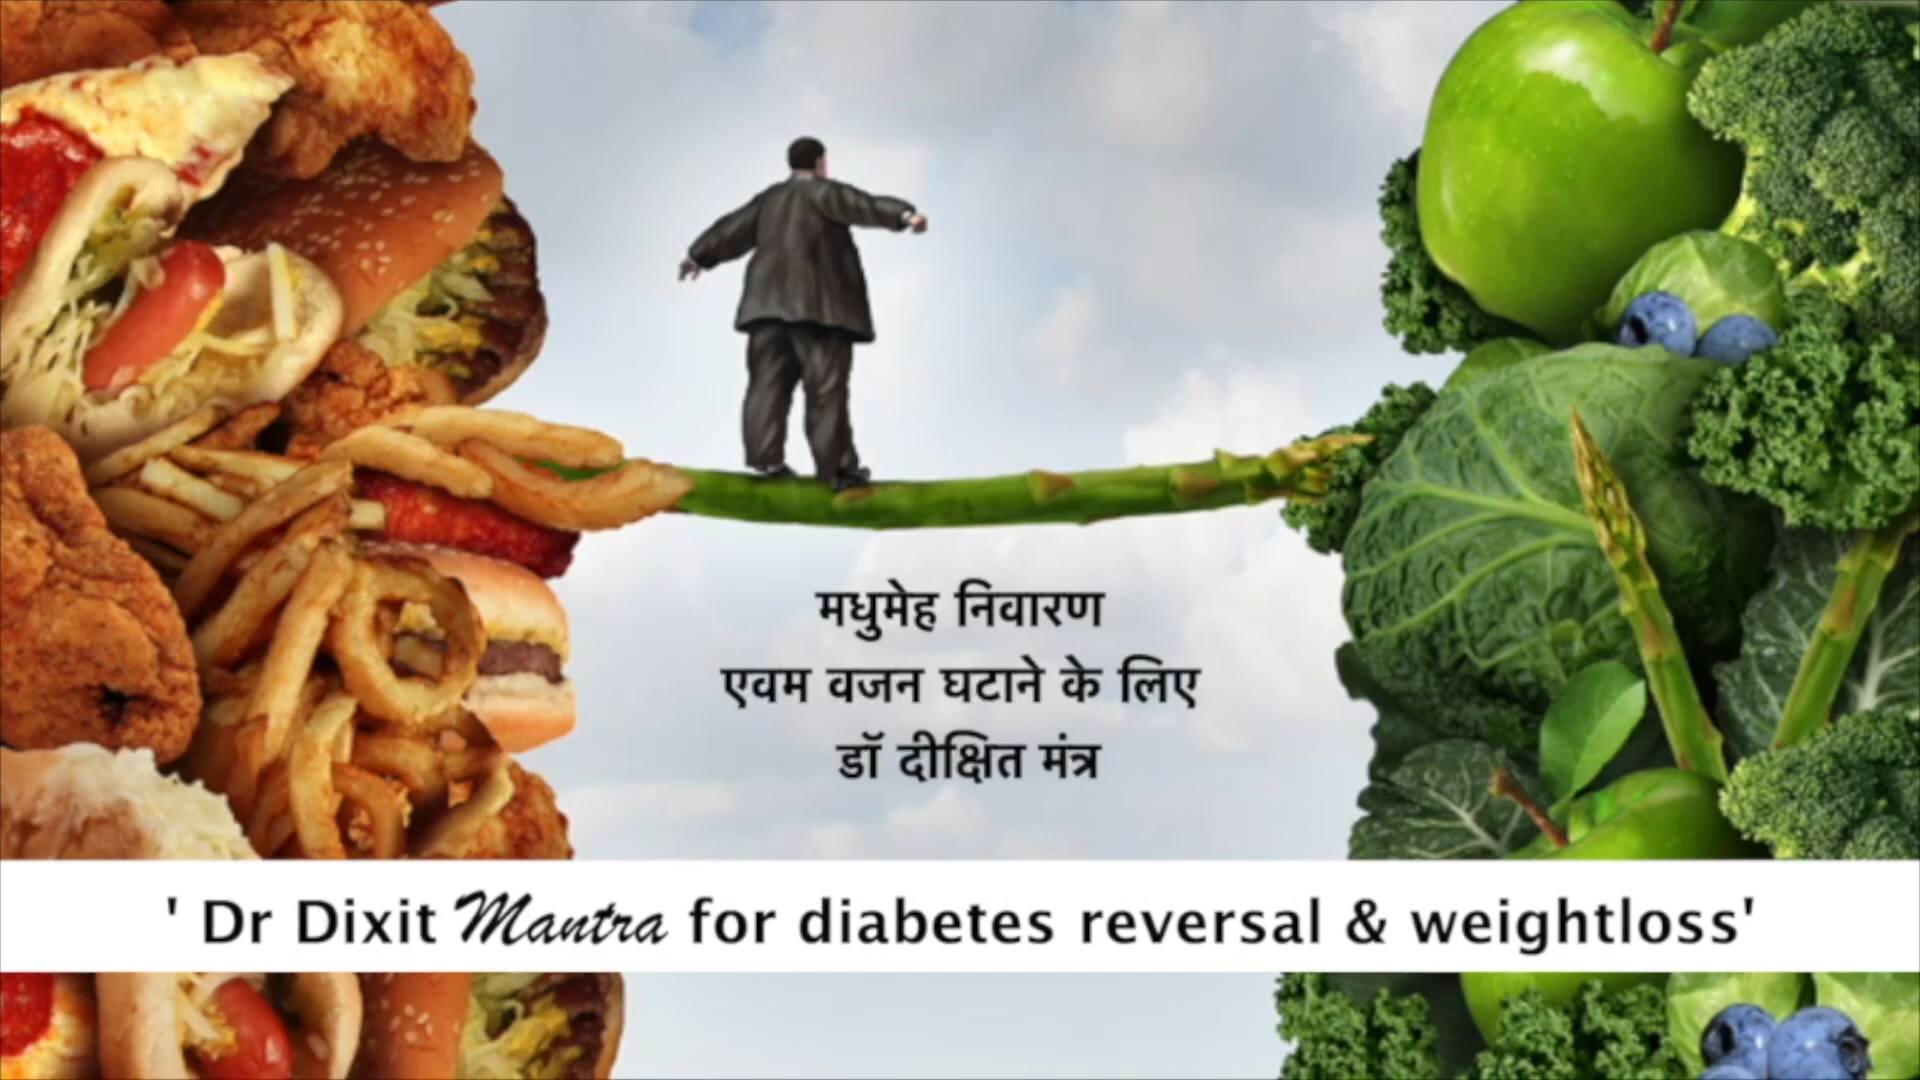 मधुमेह निवारण
एवम वजन घटाने के लिए
डॉ दीक्षित मंत्र
' Dr Dixit Mantra for diabetes reversal & weightloss'